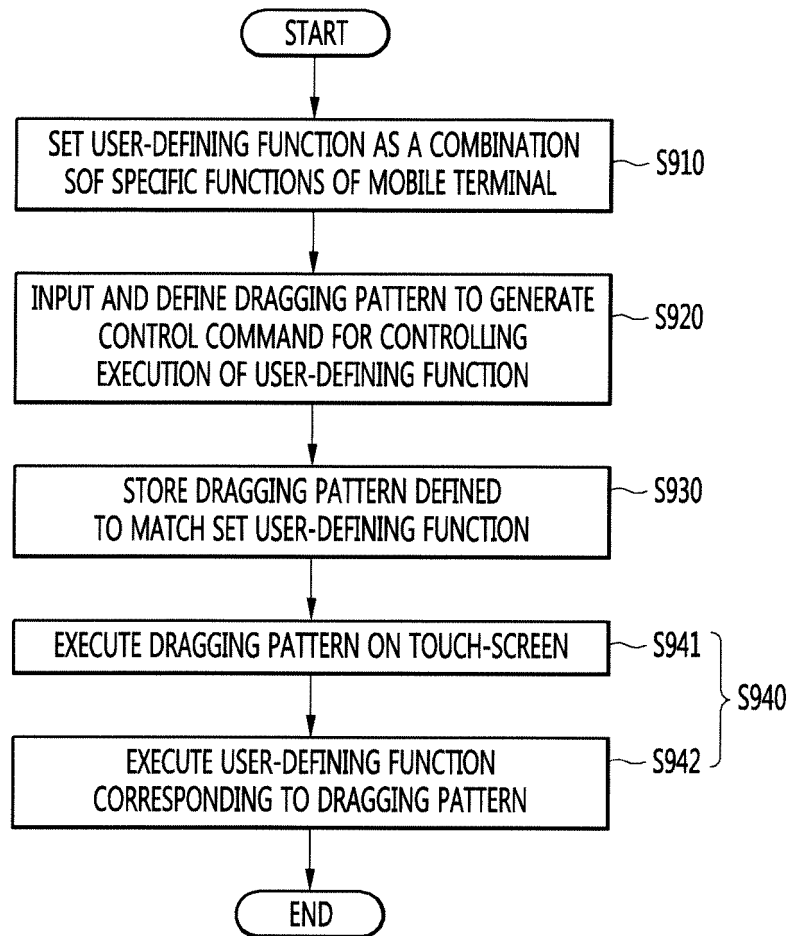 START
SET USER-DEFINING FUNCTION AS A COMBINATION
SOF SPECIFIC FUNCTIONS OF MOBILE TERMINAL
S910
INPUT AND DEFINE DRAGGING PATTERN TO GENERATE
CONTROL COMMAND FOR CONTROLLING
EXECUTION OF USER-DEFINING FUNCTION
S920
STORE DRAGGING PATTERN DEFINED
TO MATCH SET USER-DEFINING FUNCTION
S930
EXECUTE DRAGGING PATTERN ON TOUCH-SCREEN
S941
S940
EXECUTE USER-DEFINING FUNCTION
CORRESPONDING TO DRAGGING PATTERN
S942
END